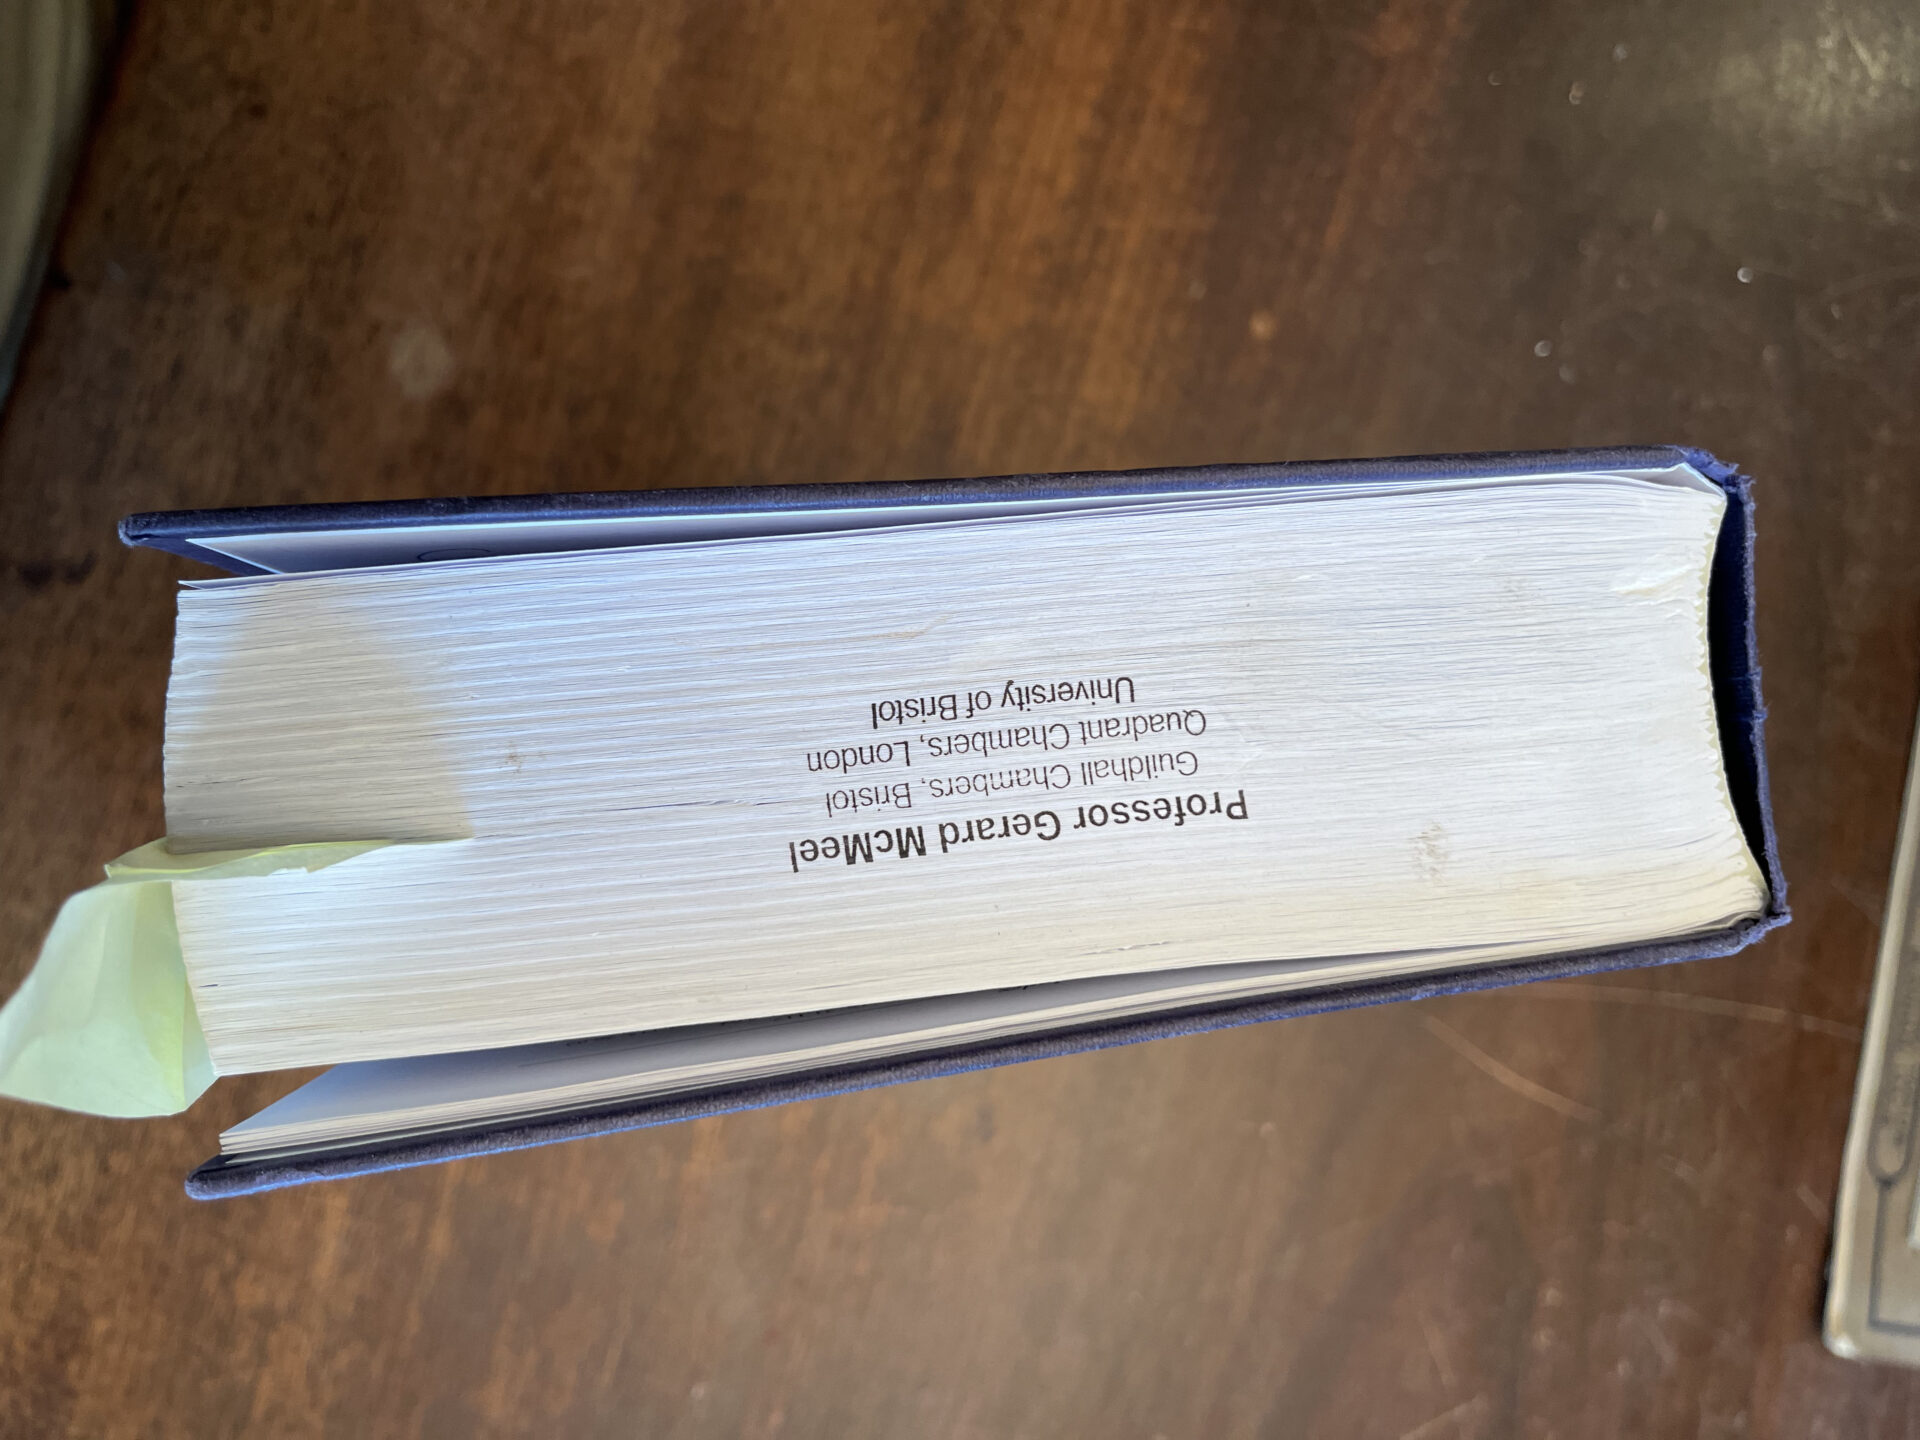 Professor Gerard McMeel
Guildhall Chambers, Bristol
Quadrant Chambers, London
University of Bristol